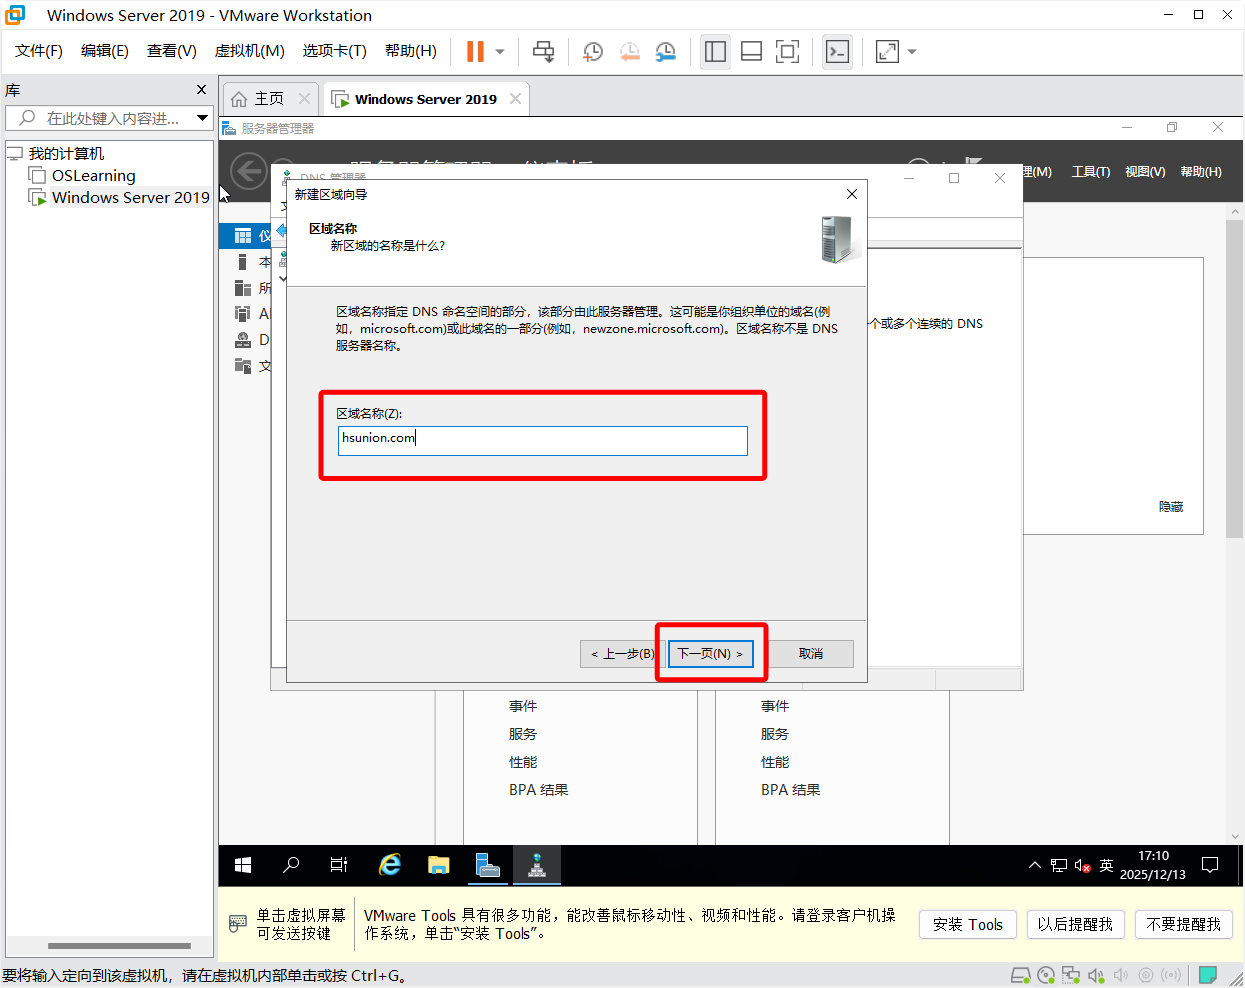 Windows Server 2019 - VMware Workstation
文件(F) 编辑(E) 查看(V) 虚拟机(M) 选项卡(T) 帮助(H)
库
在此处键入内容进...
我的计算机
OSLearning
Windows Server 2019
主页
Windows Server 2019
服务器管理器
工具(T) 视图(V) 帮助(H)
DNS 管理器
新建区域向导
区域名称
新区域的名称是什么?
区域名称指定 DNS 命名空间的部分，该部分由此服务器管理。这可能是你组织单位的域名(例
如，microsoft.com)或此域名的一部分(例如，newzone.microsoft.com)。区域名称不是 DNS
服务器名称。
个或多个连续的 DNS
区域名称(Z):
hsunion.com
隐藏
< 上一步(B) 下一页(N) > 取消
事件 事件
服务 服务
性能 性能
BPA 结果 BPA 结果
英
17:10
2025/12/13
单击虚拟屏幕
可发送按键
VMware Tools 具有很多功能，能改善鼠标移动性、视频和性能。请登录客户机操
作系统，单击“安装 Tools”。
安装 Tools 以后提醒我 不要提醒我
要将输入定向到该虚拟机，请在虚拟机内部单击或按 Ctrl+G。